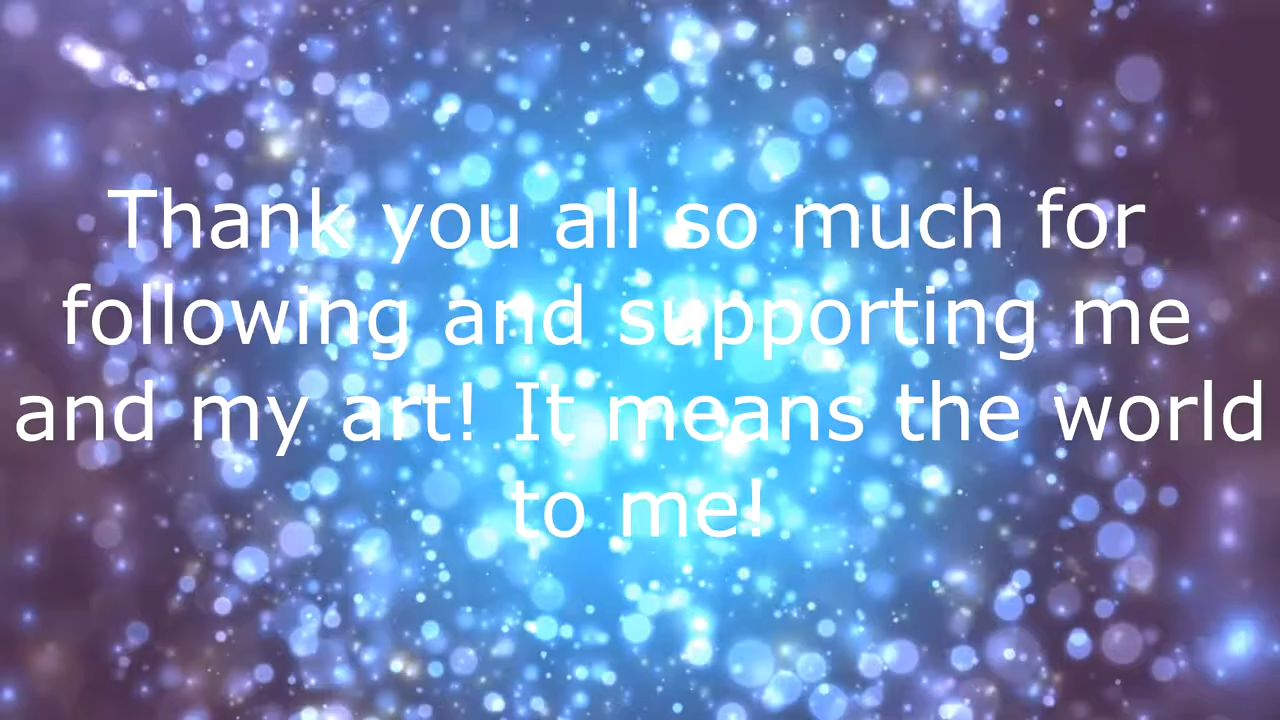 Thank you all so much for
following and supporting me
and my art! It means the world
to me!